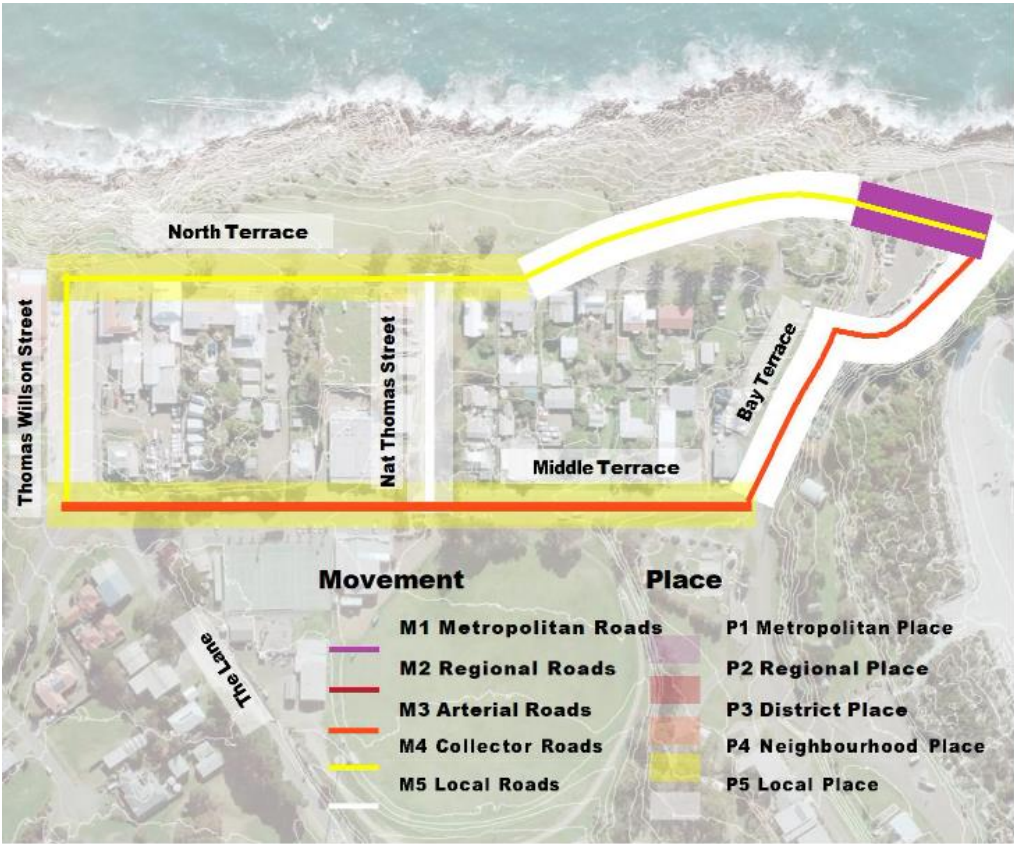 North Terrace
Thomas Willson Street
Nat Thomas Street
Bay Terrace
Middle Terrace
The Lane
Movement
M1 Metropolitan Roads
M2 Regional Roads
M3 Arterial Roads
M4 Collector Roads
M5 Local Roads
Place
P1 Metropolitan Place
P2 Regional Place
P3 District Place
P4 Neighbourhood Place
P5 Local Place